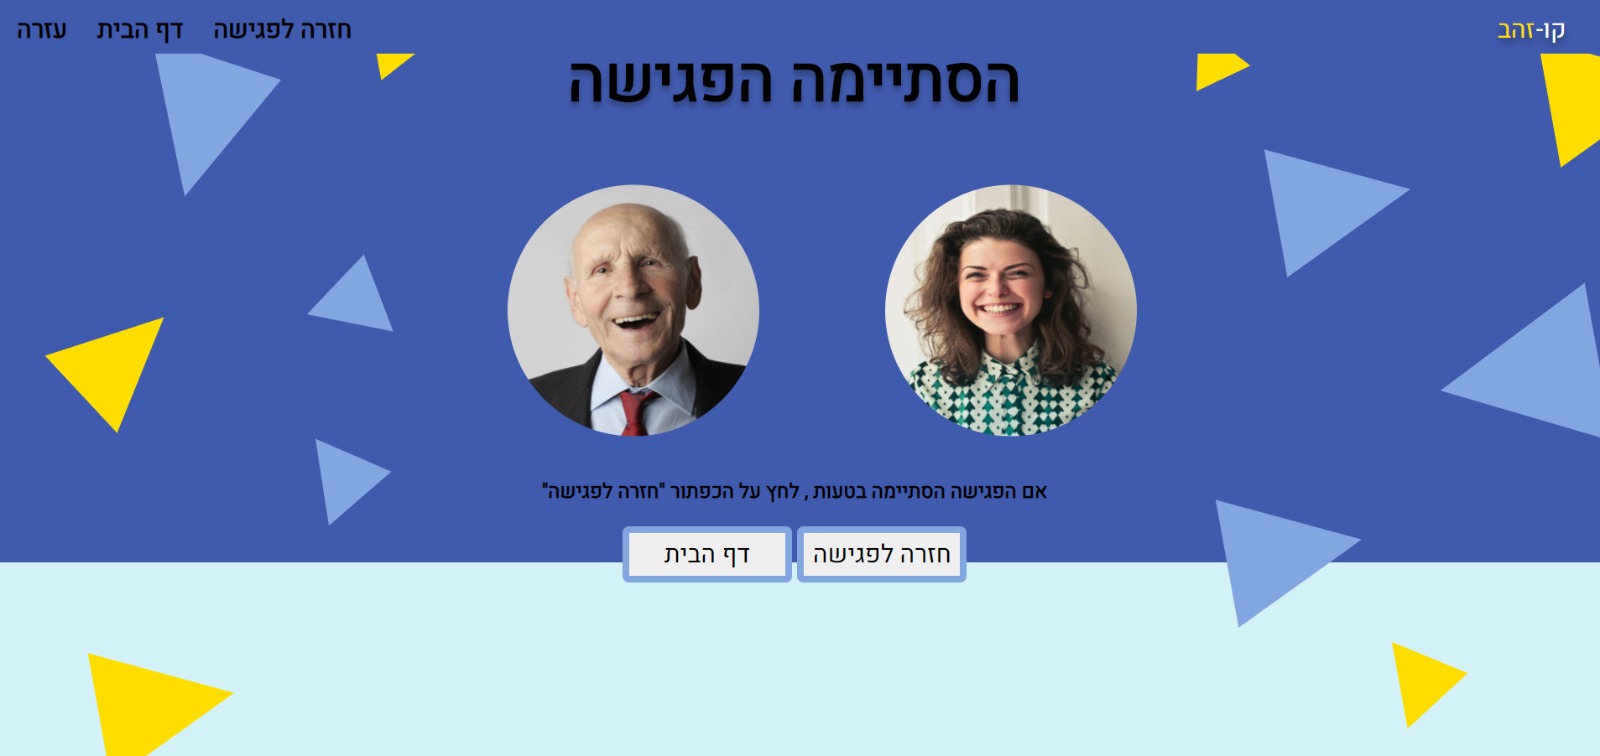 קו-זהב
חזרה לפגישה
דף הבית
עזרה
הסתיימה הפגישה
אם הפגישה הסתיימה בטעות , לחץ על הכפתור "חזרה לפגישה"
חזרה לפגישה
דף הבית